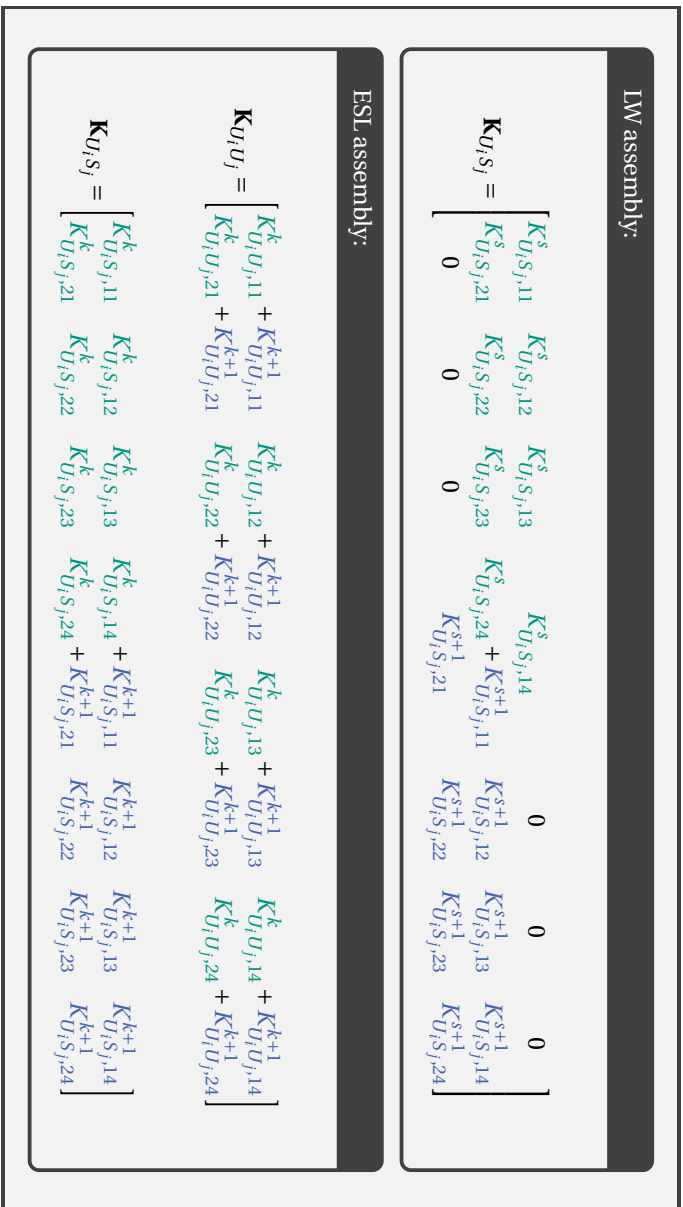 LW assembly:
K^s_{U_iS_j,11} K^s_{U_iS_j,12} K^s_{U_iS_j,13} K^s_{U_iS_j,14} 0 0 0
𝐊_{U_iS_j} = [ K^s_{U_iS_j,21} K^s_{U_iS_j,22} K^s_{U_iS_j,23} K^s_{U_iS_j,24} + K^{s+1}_{U_iS_j,11} K^{s+1}_{U_iS_j,12} K^{s+1}_{U_iS_j,13} K^{s+1}_{U_iS_j,14} ]
0 0 0 K^{s+1}_{U_iS_j,21} K^{s+1}_{U_iS_j,22} K^{s+1}_{U_iS_j,23} K^{s+1}_{U_iS_j,24}
ESL assembly:
𝐊_{U_iU_j} = [ K^k_{U_iU_j,11} + K^{k+1}_{U_iU_j,11} K^k_{U_iU_j,12} + K^{k+1}_{U_iU_j,12} K^k_{U_iU_j,13} + K^{k+1}_{U_iU_j,13} K^k_{U_iU_j,14} + K^{k+1}_{U_iU_j,14}
K^k_{U_iU_j,21} + K^{k+1}_{U_iU_j,21} K^k_{U_iU_j,22} + K^{k+1}_{U_iU_j,22} K^k_{U_iU_j,23} + K^{k+1}_{U_iU_j,23} K^k_{U_iU_j,24} + K^{k+1}_{U_iU_j,24} ]
𝐊_{U_iS_j} = [ K^k_{U_iS_j,11} K^k_{U_iS_j,12} K^k_{U_iS_j,13} K^k_{U_iS_j,14} + K^{k+1}_{U_iS_j,11} K^{k+1}_{U_iS_j,12} K^{k+1}_{U_iS_j,13} K^{k+1}_{U_iS_j,14}
K^k_{U_iS_j,21} K^k_{U_iS_j,22} K^k_{U_iS_j,23} K^k_{U_iS_j,24} + K^{k+1}_{U_iS_j,21} K^{k+1}_{U_iS_j,22} K^{k+1}_{U_iS_j,23} K^{k+1}_{U_iS_j,24} ]